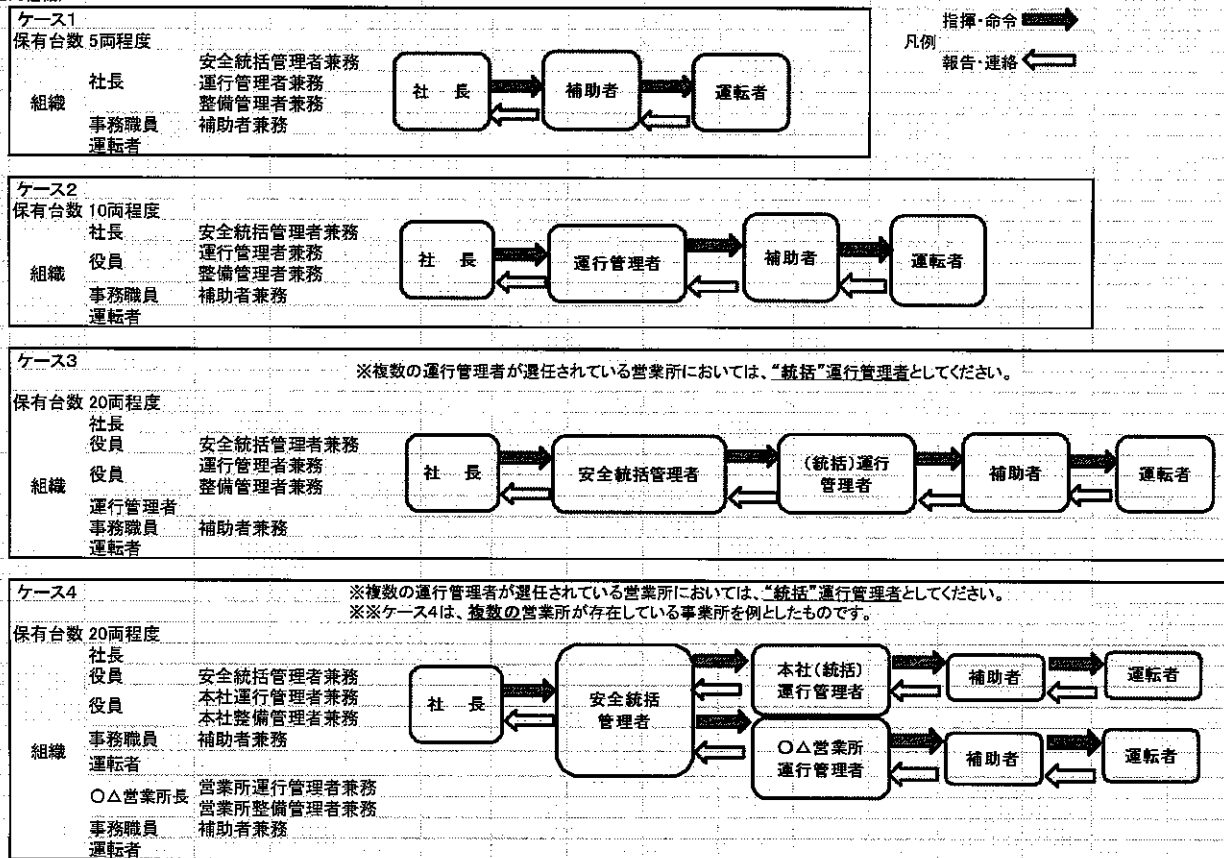 ケース1
保有台数 5両程度
組織
社長 安全統括管理者兼務
運行管理者兼務
整備管理者兼務
事務職員 補助者兼務
運転者
社 長
補助者
運転者
凡例
指揮・命令
報告・連絡
ケース2
保有台数 10両程度
組織
社長 安全統括管理者兼務
役員 運行管理者兼務
整備管理者兼務
事務職員 補助者兼務
運転者
社 長
運行管理者
補助者
運転者
ケース3
※複数の運行管理者が選任されている営業所においては、“統括”運行管理者としてください。
保有台数 20両程度
組織
社長
役員 安全統括管理者兼務
役員 運行管理者兼務
整備管理者兼務
運行管理者
事務職員 補助者兼務
運転者
社 長
安全統括管理者
(統括)運行
管理者
補助者
運転者
ケース4
※複数の運行管理者が選任されている営業所においては、“統括”運行管理者としてください。
※※ケース4は、複数の営業所が存在している事業所を例としたものです。
保有台数 20両程度
組織
社長
役員 安全統括管理者兼務
役員 本社運行管理者兼務
本社整備管理者兼務
事務職員 補助者兼務
運転者
○△営業所長 営業所運行管理者兼務
営業所整備管理者兼務
事務職員 補助者兼務
運転者
社 長
安全統括
管理者
本社(統括)
運行管理者
補助者
運転者
○△営業所
運行管理者
補助者
運転者